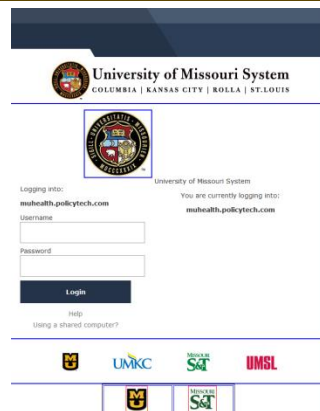 University of Missouri System
COLUMBIA | KANSAS CITY | ROLLA | ST.LOUIS
University of Missouri System
Logging into:
You are currently logging into:
muhealth.policytech.com
muhealth.policytech.com
Username
Password
Login
Help
Using a shared computer?
UMKC
MISSOURI
S&T
UMSL
MISSOURI
S&T